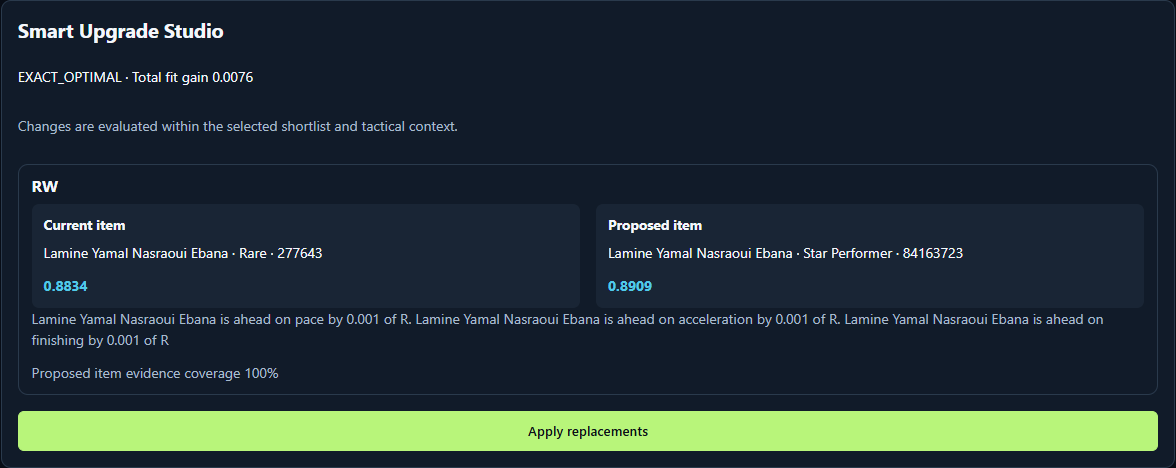 Smart Upgrade Studio
EXACT_OPTIMAL · Total fit gain 0.0076
Changes are evaluated within the selected shortlist and tactical context.
RW
Current item
Lamine Yamal Nasraoui Ebana · Rare · 277643
0.8834
Proposed item
Lamine Yamal Nasraoui Ebana · Star Performer · 84163723
0.8909
Lamine Yamal Nasraoui Ebana is ahead on pace by 0.001 of R. Lamine Yamal Nasraoui Ebana is ahead on acceleration by 0.001 of R. Lamine Yamal Nasraoui Ebana is ahead on
finishing by 0.001 of R
Proposed item evidence coverage 100%
Apply replacements